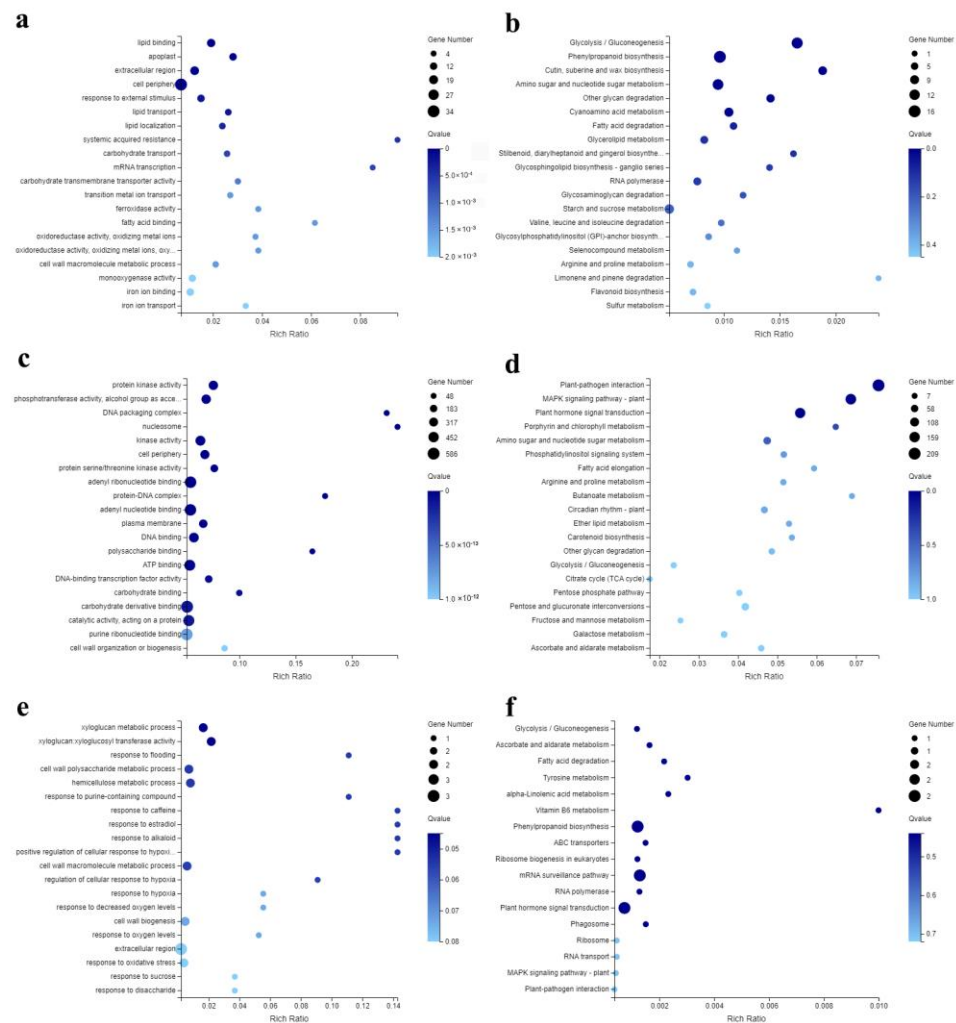 a
lipid binding
apoplast
extracellular region
cell periphery
response to external stimulus
lipid transport
lipid localization
systemic acquired resistance
carbohydrate transport
mRNA transcription
carbohydrate transmembrane transporter activity
transition metal ion transport
ferroxidase activity
fatty acid binding
oxidoreductase activity, oxidizing metal ions
oxidoreductase activity, oxidizing metal ions, oxy...
cell wall macromolecule metabolic process
monooxygenase activity
iron ion binding
iron ion transport
0.02 0.04 0.06 0.08
Rich Ratio
Gene Number
4
12
19
27
34
Qvalue
0
5.0×10⁻⁴
1.0×10⁻³
1.5×10⁻³
2.0×10⁻³
b
Glycolysis / Gluconeogenesis
Phenylpropanoid biosynthesis
Cutin, suberine and wax biosynthesis
Amino sugar and nucleotide sugar metabolism
Other glycan degradation
Cyanoamino acid metabolism
Fatty acid degradation
Glycerolipid metabolism
Stilbenoid, diarylheptanoid and gingerol biosynthe...
Glycosphingolipid biosynthesis - ganglio series
RNA polymerase
Glycosaminoglycan degradation
Starch and sucrose metabolism
Valine, leucine and isoleucine degradation
Glycosylphosphatidylinositol (GPI)-anchor biosynth...
Selenocompound metabolism
Arginine and proline metabolism
Limonene and pinene degradation
Flavonoid biosynthesis
Sulfur metabolism
0.010 0.015 0.020
Rich Ratio
Gene Number
1
5
9
12
16
Qvalue
0.0
0.2
0.4
c
protein kinase activity
phosphotransferase activity, alcohol group as acce...
DNA packaging complex
nucleosome
kinase activity
cell periphery
protein serine/threonine kinase activity
adenyl ribonucleotide binding
protein-DNA complex
adenyl nucleotide binding
plasma membrane
DNA binding
polysaccharide binding
ATP binding
DNA-binding transcription factor activity
carbohydrate binding
carbohydrate derivative binding
catalytic activity, acting on a protein
purine ribonucleotide binding
cell wall organization or biogenesis
0.10 0.15 0.20
Rich Ratio
Gene Number
48
183
317
452
586
Qvalue
0
5.0×10⁻¹³
1.0×10⁻¹²
d
Plant-pathogen interaction
MAPK signaling pathway - plant
Plant hormone signal transduction
Porphyrin and chlorophyll metabolism
Amino sugar and nucleotide sugar metabolism
Phosphatidylinositol signaling system
Fatty acid elongation
Arginine and proline metabolism
Butanoate metabolism
Circadian rhythm - plant
Ether lipid metabolism
Carotenoid biosynthesis
Other glycan degradation
Glycolysis / Gluconeogenesis
Citrate cycle (TCA cycle)
Pentose phosphate pathway
Pentose and glucuronate interconversions
Fructose and mannose metabolism
Galactose metabolism
Ascorbate and aldarate metabolism
0.02 0.03 0.04 0.05 0.06 0.07
Rich Ratio
Gene Number
7
58
108
159
209
Qvalue
0.0
0.5
1.0
e
xyloglucan metabolic process
xyloglucan:xyloglucosyl transferase activity
response to flooding
cell wall polysaccharide metabolic process
hemicellulose metabolic process
response to purine-containing compound
response to caffeine
response to estradiol
response to alkaloid
positive regulation of cellular response to hypoxi...
cell wall macromolecule metabolic process
regulation of cellular response to hypoxia
response to hypoxia
response to decreased oxygen levels
cell wall biogenesis
response to oxygen levels
extracellular region
response to oxidative stress
response to sucrose
response to disaccharide
0.02 0.04 0.06 0.08 0.10 0.12 0.14
Rich Ratio
Gene Number
1
2
2
3
3
Qvalue
0.05
0.06
0.07
0.08
f
Glycolysis / Gluconeogenesis
Ascorbate and aldarate metabolism
Fatty acid degradation
Tyrosine metabolism
alpha-Linolenic acid metabolism
Vitamin B6 metabolism
Phenylpropanoid biosynthesis
ABC transporters
Ribosome biogenesis in eukaryotes
mRNA surveillance pathway
RNA polymerase
Plant hormone signal transduction
Phagosome
Ribosome
RNA transport
MAPK signaling pathway - plant
Plant-pathogen interaction
0.002 0.004 0.006 0.008 0.010
Rich Ratio
Gene Number
1
1
2
2
2
Qvalue
0.5
0.6
0.7